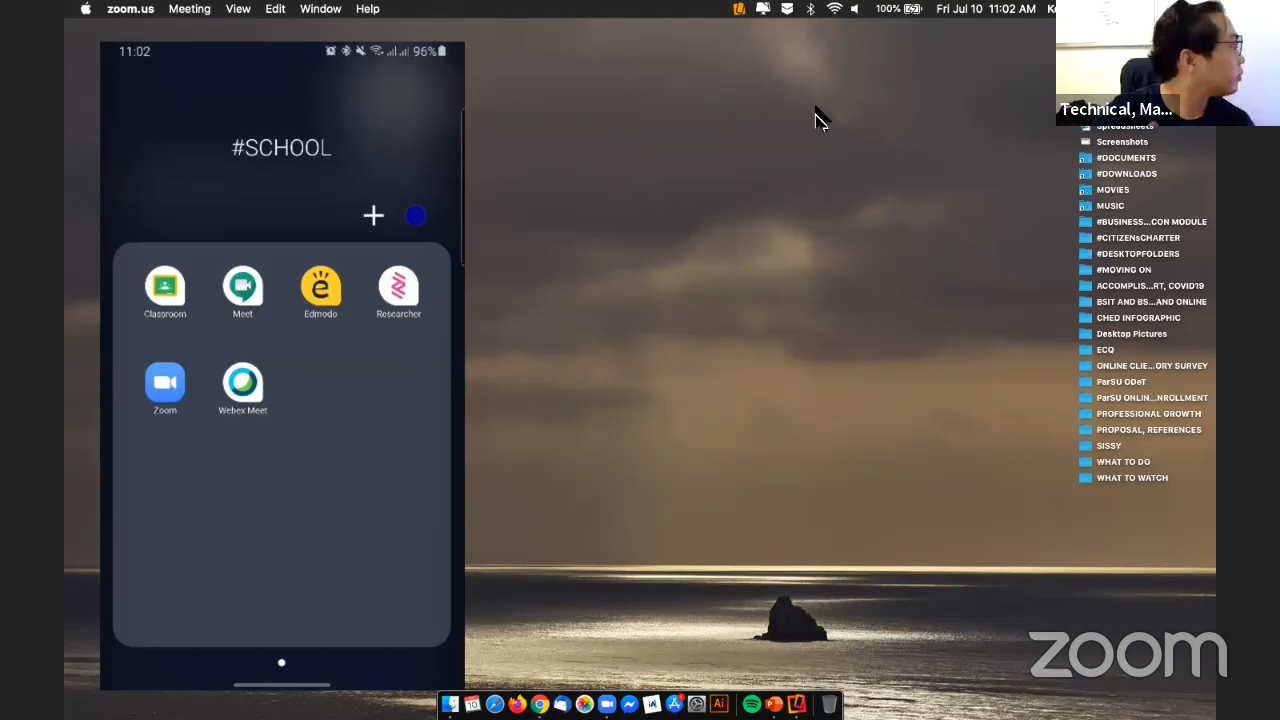 zoom.us Meeting View Edit Window Help 100% Fri Jul 10 11:02 AM
11:02 96%
#SCHOOL
Classroom Meet Edmodo Researcher
Zoom Webex Meet
Technical, Ma...
Screenshots
#DOCUMENTS
#DOWNLOADS
MOVIES
MUSIC
#BUSINESS...CON MODULE
#CITIZENsCHARTER
#DESKTOPFOLDERS
#MOVING ON
ACCOMPLIS...RT, COVID19
BSIT AND BS...AND ONLINE
CHED INFOGRAPHIC
Desktop Pictures
ECQ
ONLINE CLIE...ORY SURVEY
ParSU ODeT
ParSU ONLIN...NROLLMENT
PROFESSIONAL GROWTH
PROPOSAL, REFERENCES
SISSY
WHAT TO DO
WHAT TO WATCH
zoom
10
Ai